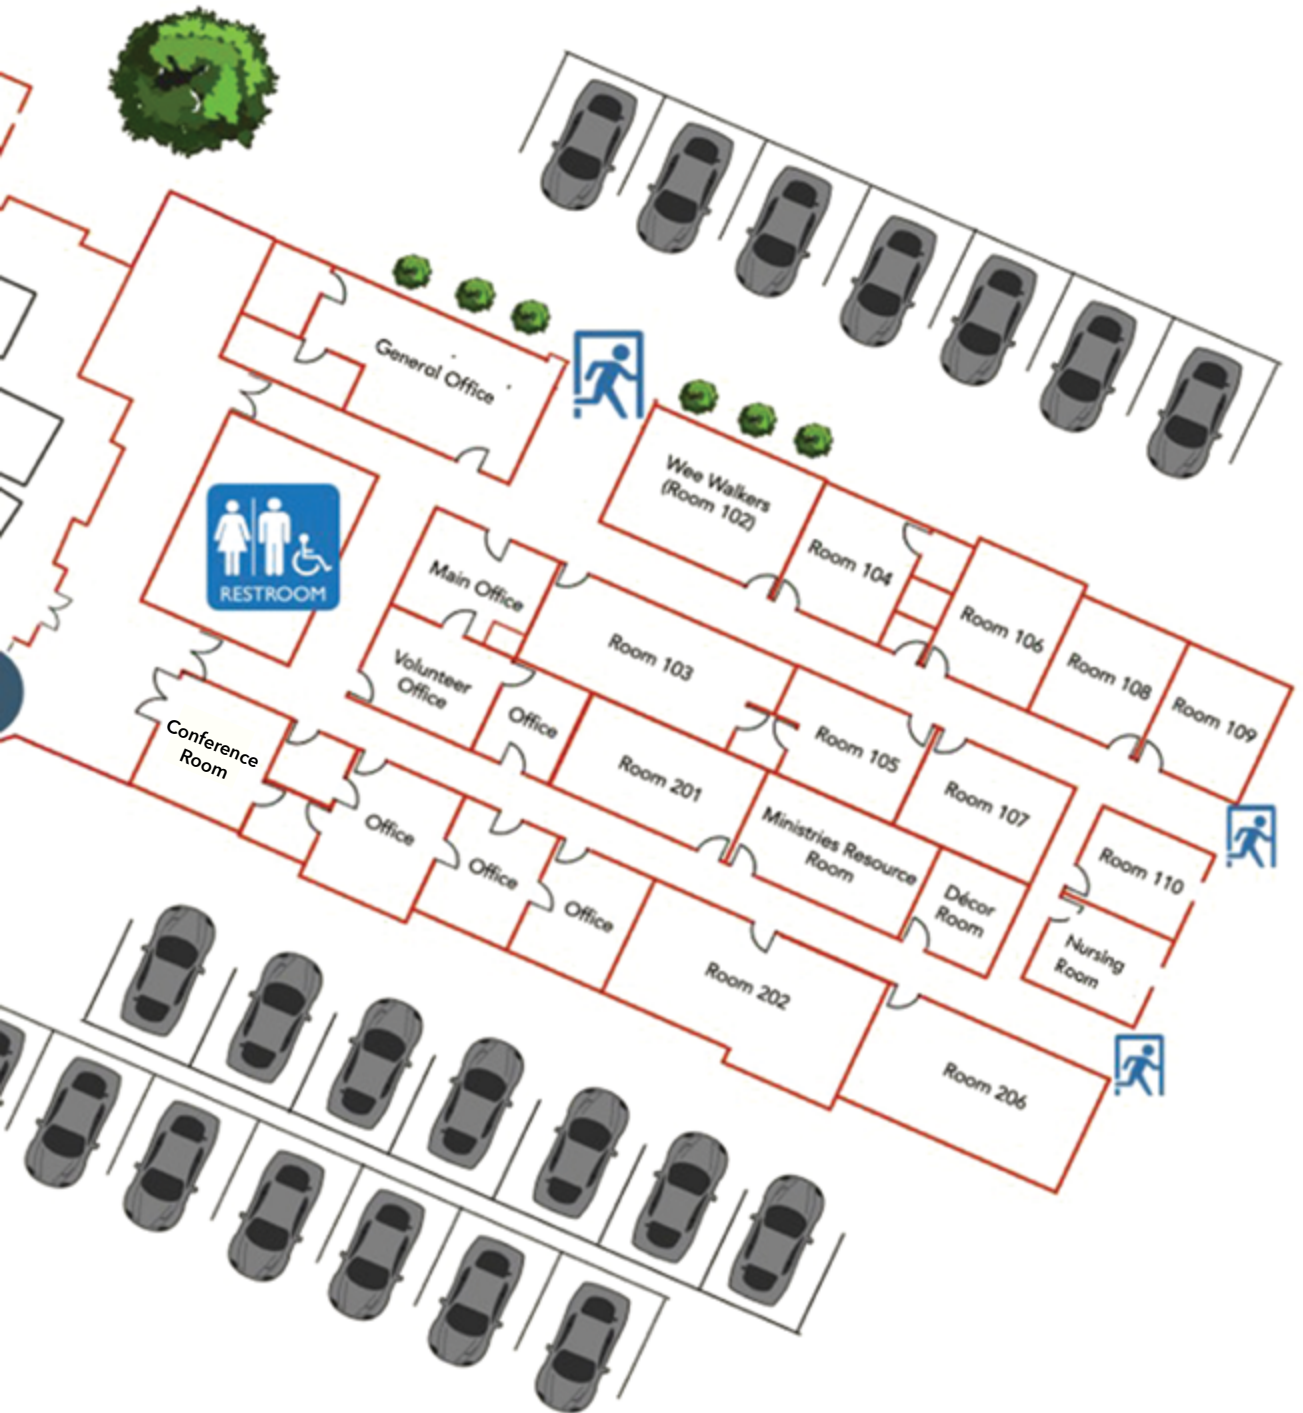 General Office
Wee Walkers
(Room 102)
Room 104
RESTROOM
Main Office
Room 106
Room 103
Room 108
Volunteer
Office
Room 109
Office
Conference
Room
Room 105
Room 201
Room 107
Ministries Resource
Room
Office
Room 110
Office
Décor
Room
Office
Nursing
Room
Room 202
Room 206